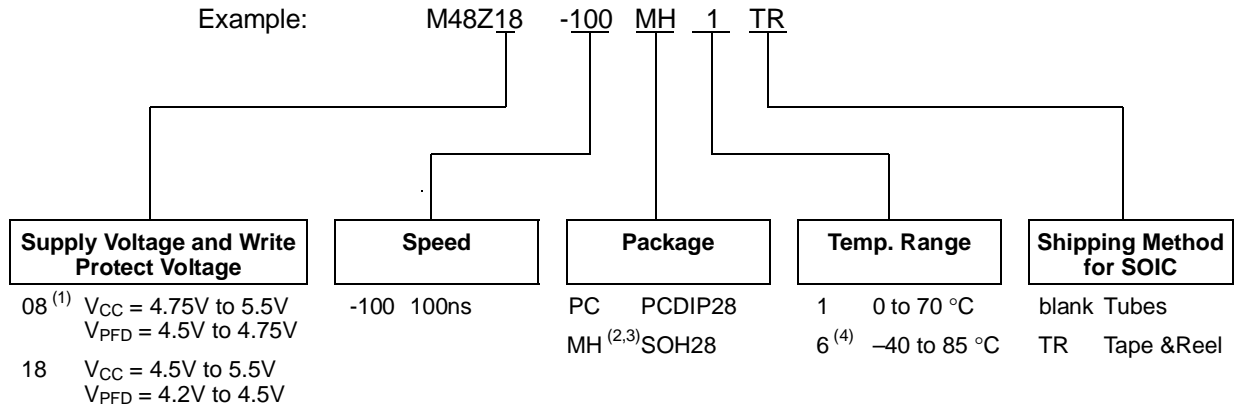 Example: M48Z18 -100 MH 1 TR
Supply Voltage and Write
Protect Voltage
08 (1) VCC = 4.75V to 5.5V
VPFD = 4.5V to 4.75V
18 VCC = 4.5V to 5.5V
VPFD = 4.2V to 4.5V
Speed
-100 100ns
Package
PC PCDIP28
MH (2,3) SOH28
Temp. Range
1 0 to 70 °C
6 (4) –40 to 85 °C
Shipping Method
for SOIC
blank Tubes
TR Tape &Reel